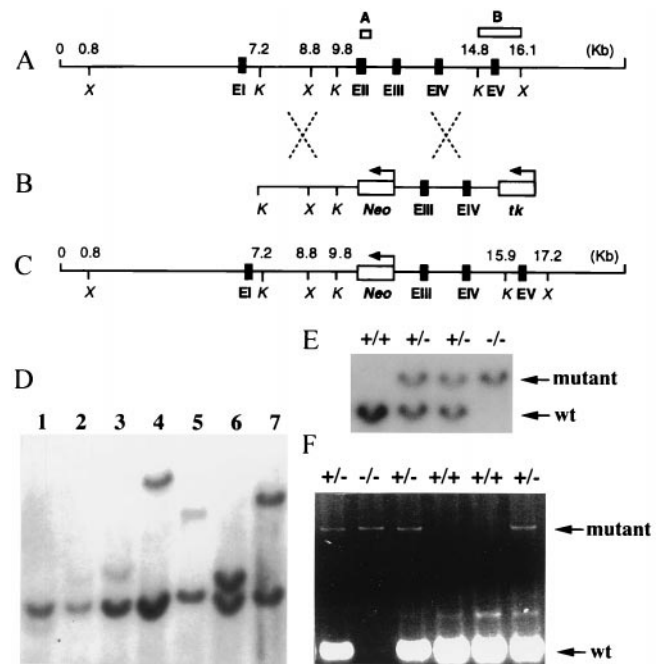 A B
0 0.8 7.2 8.8 9.8 14.8 16.1 (Kb)
A
X EI K X K EII EIII EIV K EV X
B
K X K Neo EIII EIV tk
0 0.8 7.2 8.8 9.8 15.9 17.2 (Kb)
C
X EI K X K Neo EIII EIV K EV X
E
+/+ +/- +/- -/-
mutant
wt
D
1 2 3 4 5 6 7
F
+/- -/- +/- +/+ +/+ +/-
mutant
wt